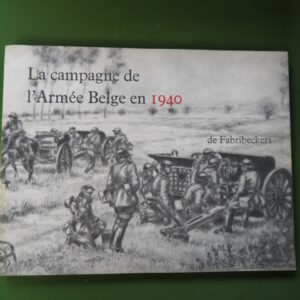 La campagne de
l'Armée Belge en 1940
de Fabribeckers